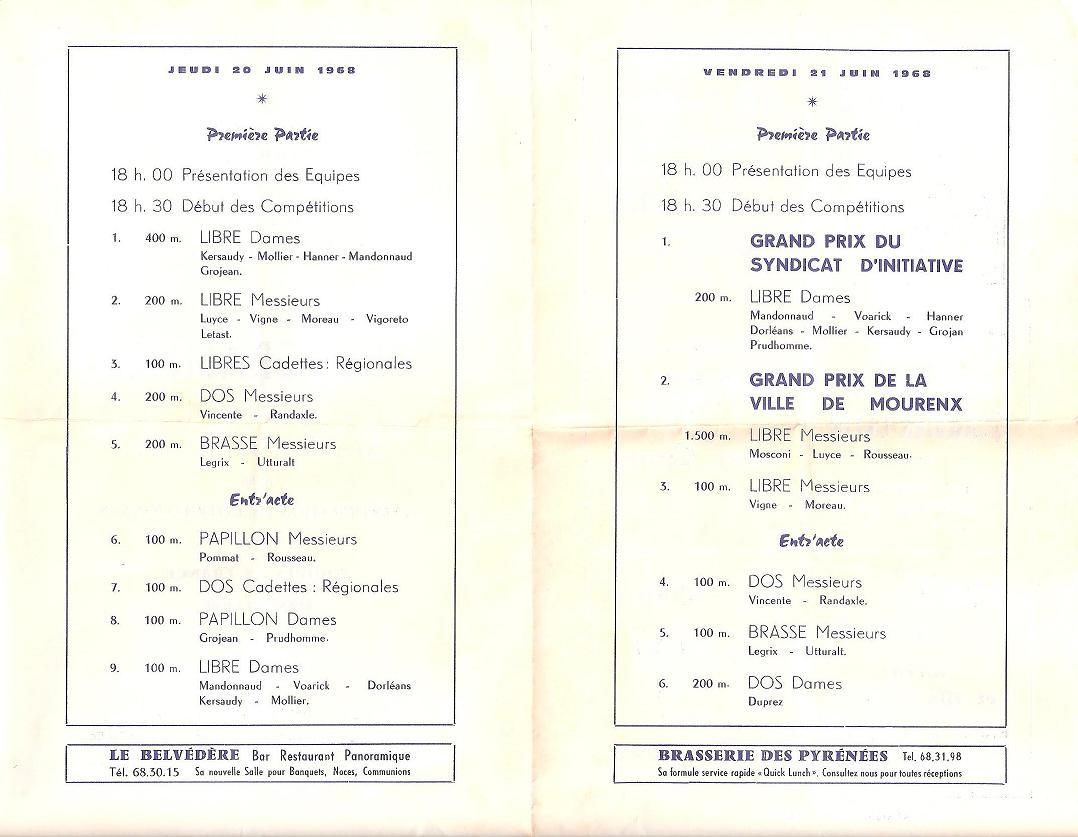 JEUDI 20 JUIN 1968
Première Partie
18 h. 00 Présentation des Equipes
18 h. 30 Début des Compétitions
1. 400 m. LIBRE Dames
Kersaudy - Mollier - Hanner - Mandonnaud
Grojean.
2. 200 m. LIBRE Messieurs
Luyce - Vigne - Moreau - Vigoreto
Letast.
3. 100 m. LIBRES Cadettes : Régionales
4. 200 m. DOS Messieurs
Vincente - Randaxle.
5. 200 m. BRASSE Messieurs
Legrix - Utturalt
Entr'acte
6. 100 m. PAPILLON Messieurs
Pommat - Rousseau.
7. 100 m. DOS Cadettes : Régionales
8. 100 m. PAPILLON Dames
Grojean - Prudhomme.
9. 100 m. LIBRE Dames
Mandonnaud - Voarick - Dorléans
Kersaudy - Mollier.
LE BELVÉDÈRE Bar Restaurant Panoramique
Tél. 68.30.15 Sa nouvelle Salle pour Banquets, Noces, Communions
VENDREDI 21 JUIN 1968
Première Partie
18 h. 00 Présentation des Equipes
18 h. 30 Début des Compétitions
1. GRAND PRIX DU
SYNDICAT D'INITIATIVE
200 m. LIBRE Dames
Mandonnaud - Voarick - Hanner
Dorléans - Mollier - Kersaudy - Grojan
Prudhomme.
2. GRAND PRIX DE LA
VILLE DE MOURENX
1.500 m. LIBRE Messieurs
Mosconi - Luyce - Rousseau.
3. 100 m. LIBRE Messieurs
Vigne - Moreau.
Entr'acte
4. 100 m. DOS Messieurs
Vincente - Randaxle.
5. 100 m. BRASSE Messieurs
Legrix - Utturalt.
6. 200 m. DOS Dames
Duprez
BRASSERIE DES PYRÉNÉES Tel. 68.31.98
Sa formule service rapide « Quick Lunch ». Consultez nous pour toutes réceptions